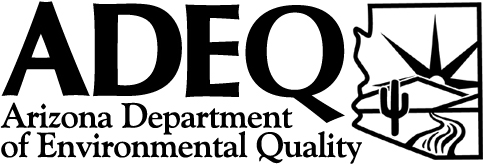 ADEQ
Arizona Department
of Environmental Quality